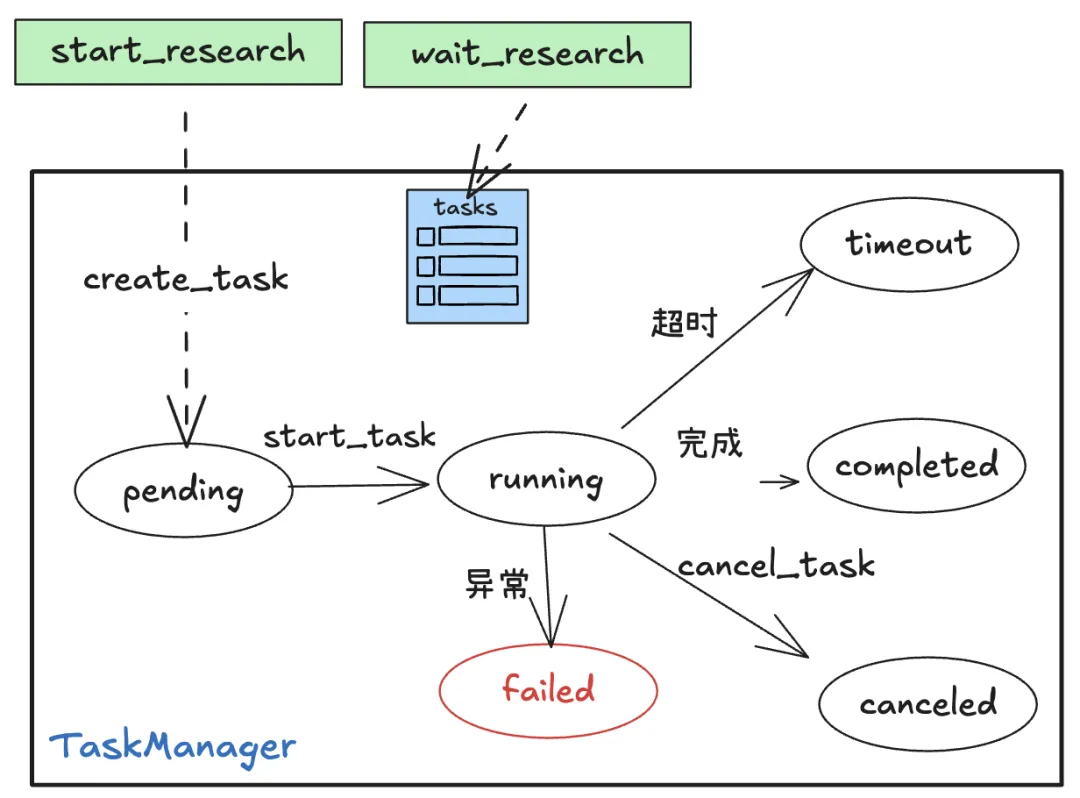 start_research
wait_research
tasks
create_task
timeout
超时
start_task
完成
pending
running
completed
异常
cancel_task
failed
canceled
TaskManager